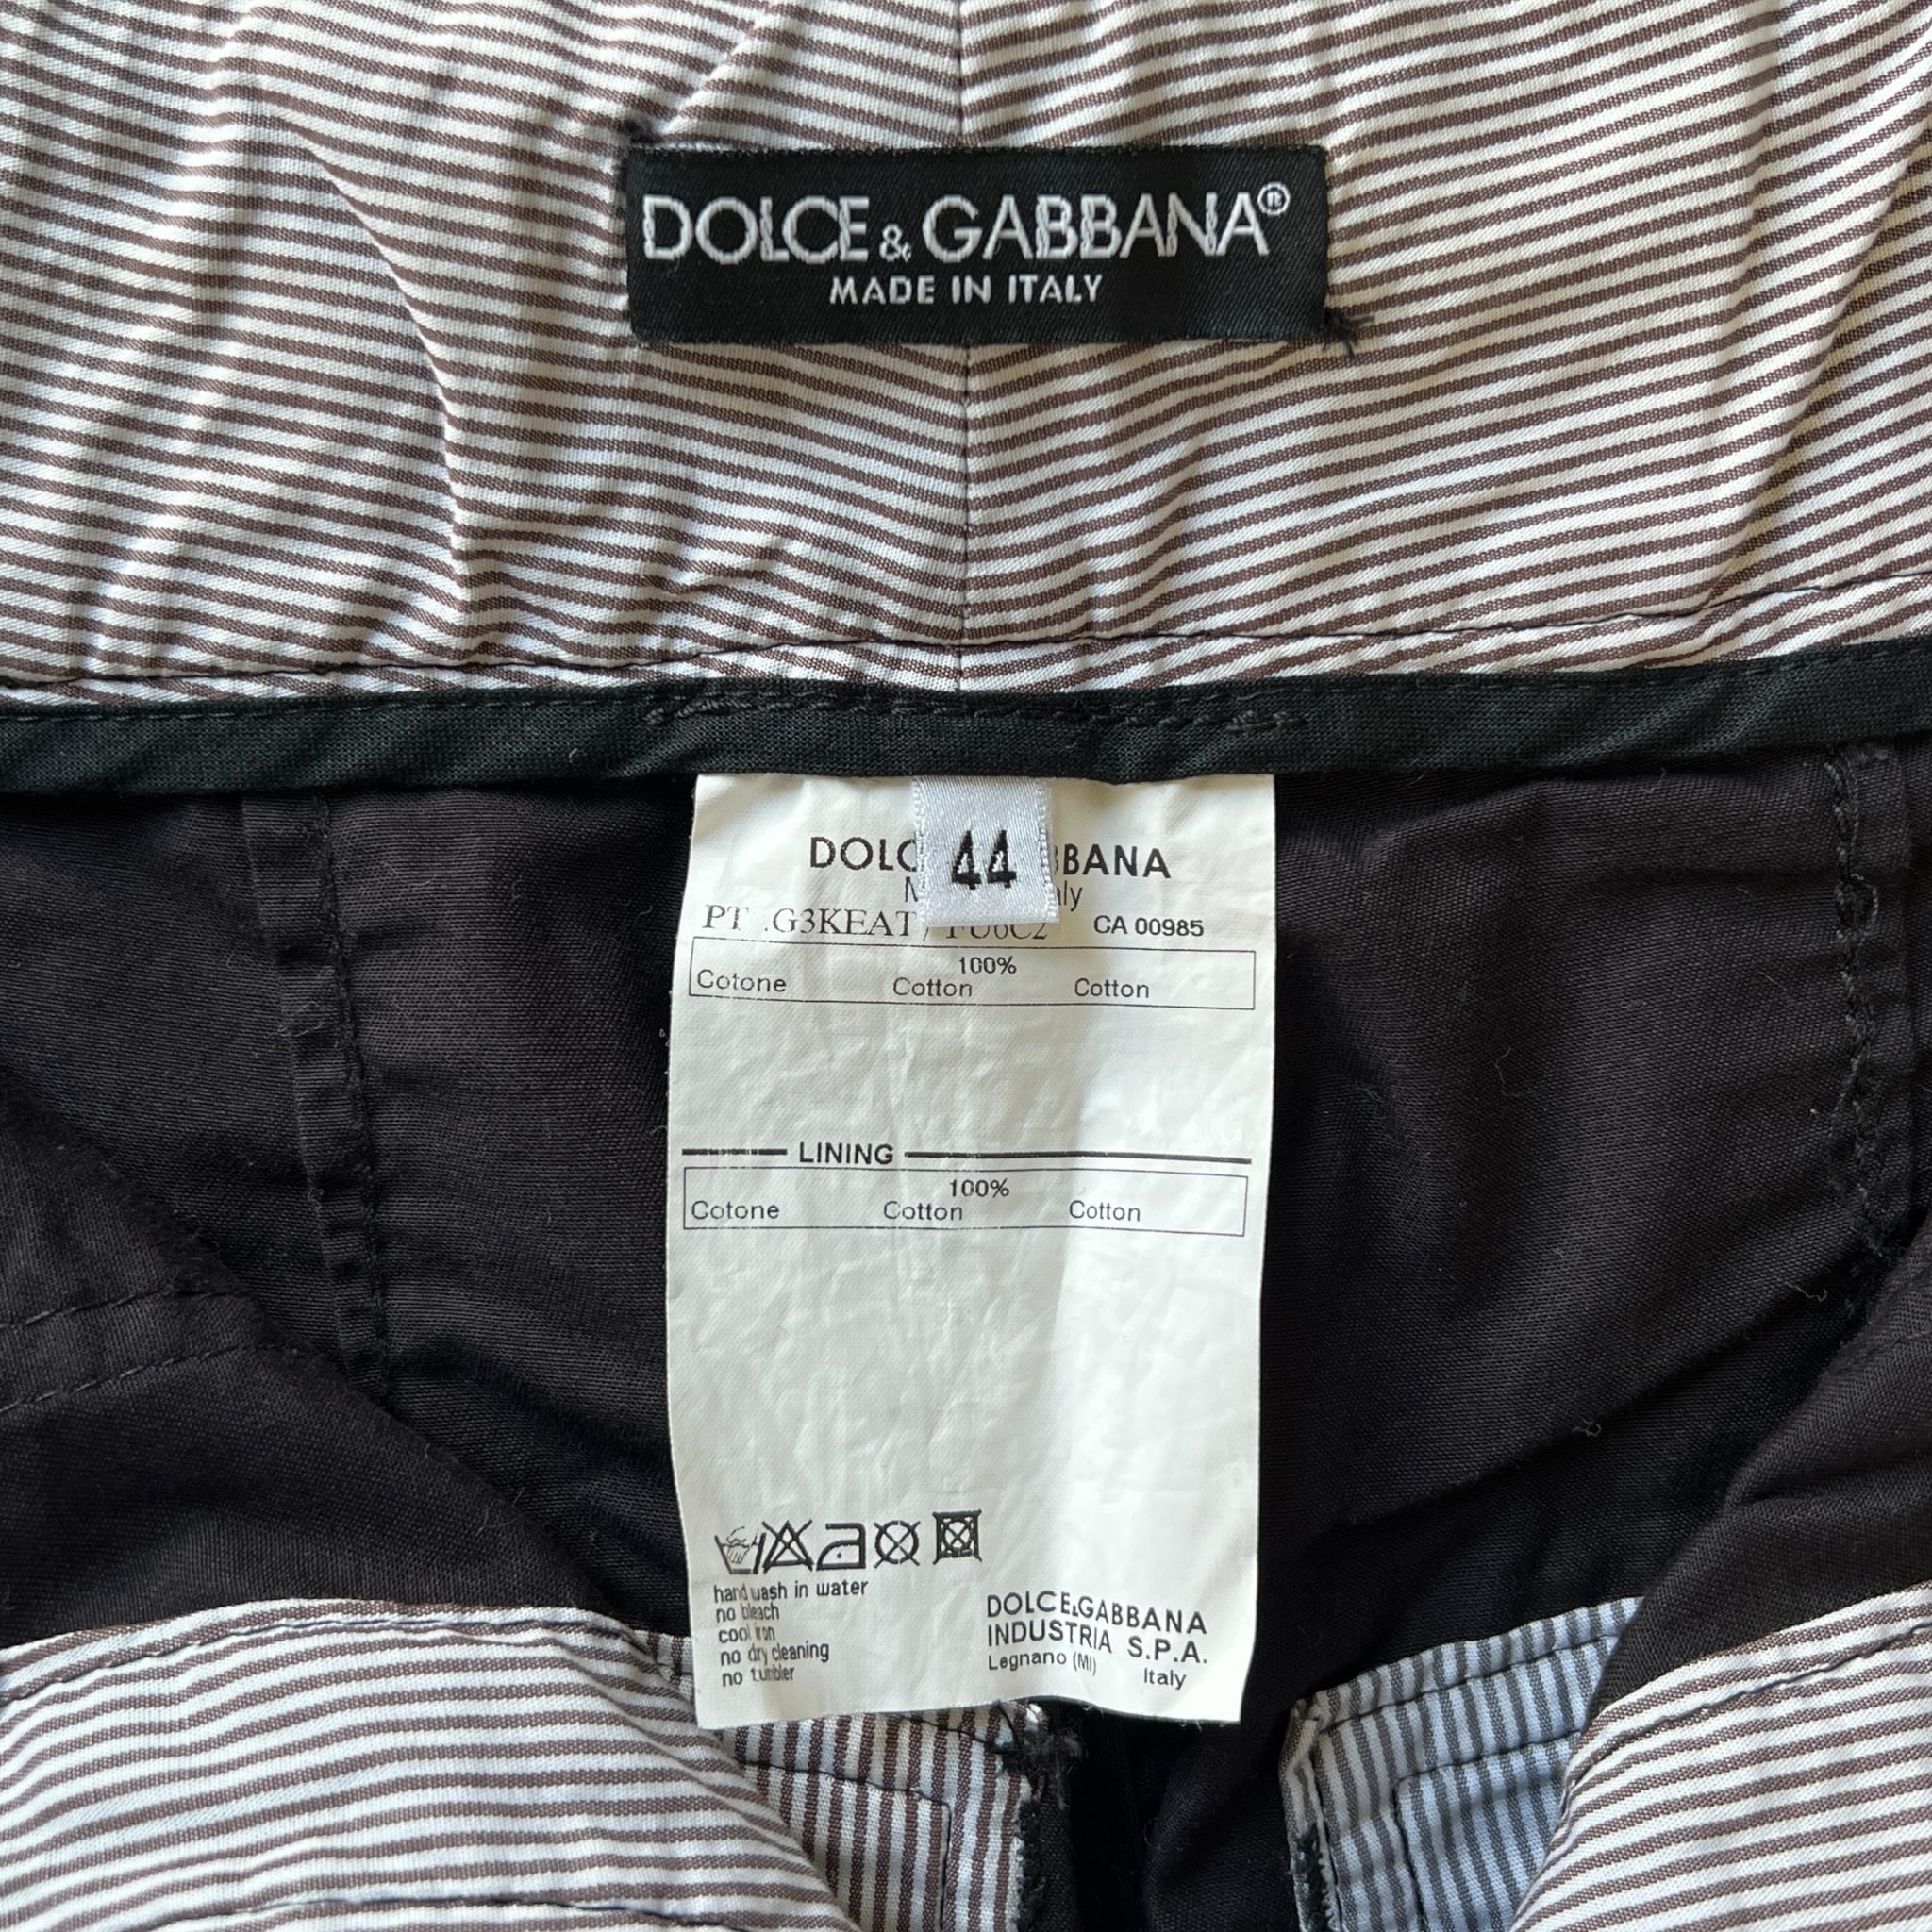 DOLCE & GABBANA®
MADE IN ITALY
44
DOLC BBANA
M aly
PT .G3KEAT/ FU6C2 CA 00985
100%
Cotone Cotton Cotton
LINING
100%
Cotone Cotton Cotton
hand wash in water
no bleach
cool iron
no dry cleaning
no tumbler
DOLCE&GABBANA
INDUSTRIA S.P.A.
Legnano (MI) Italy